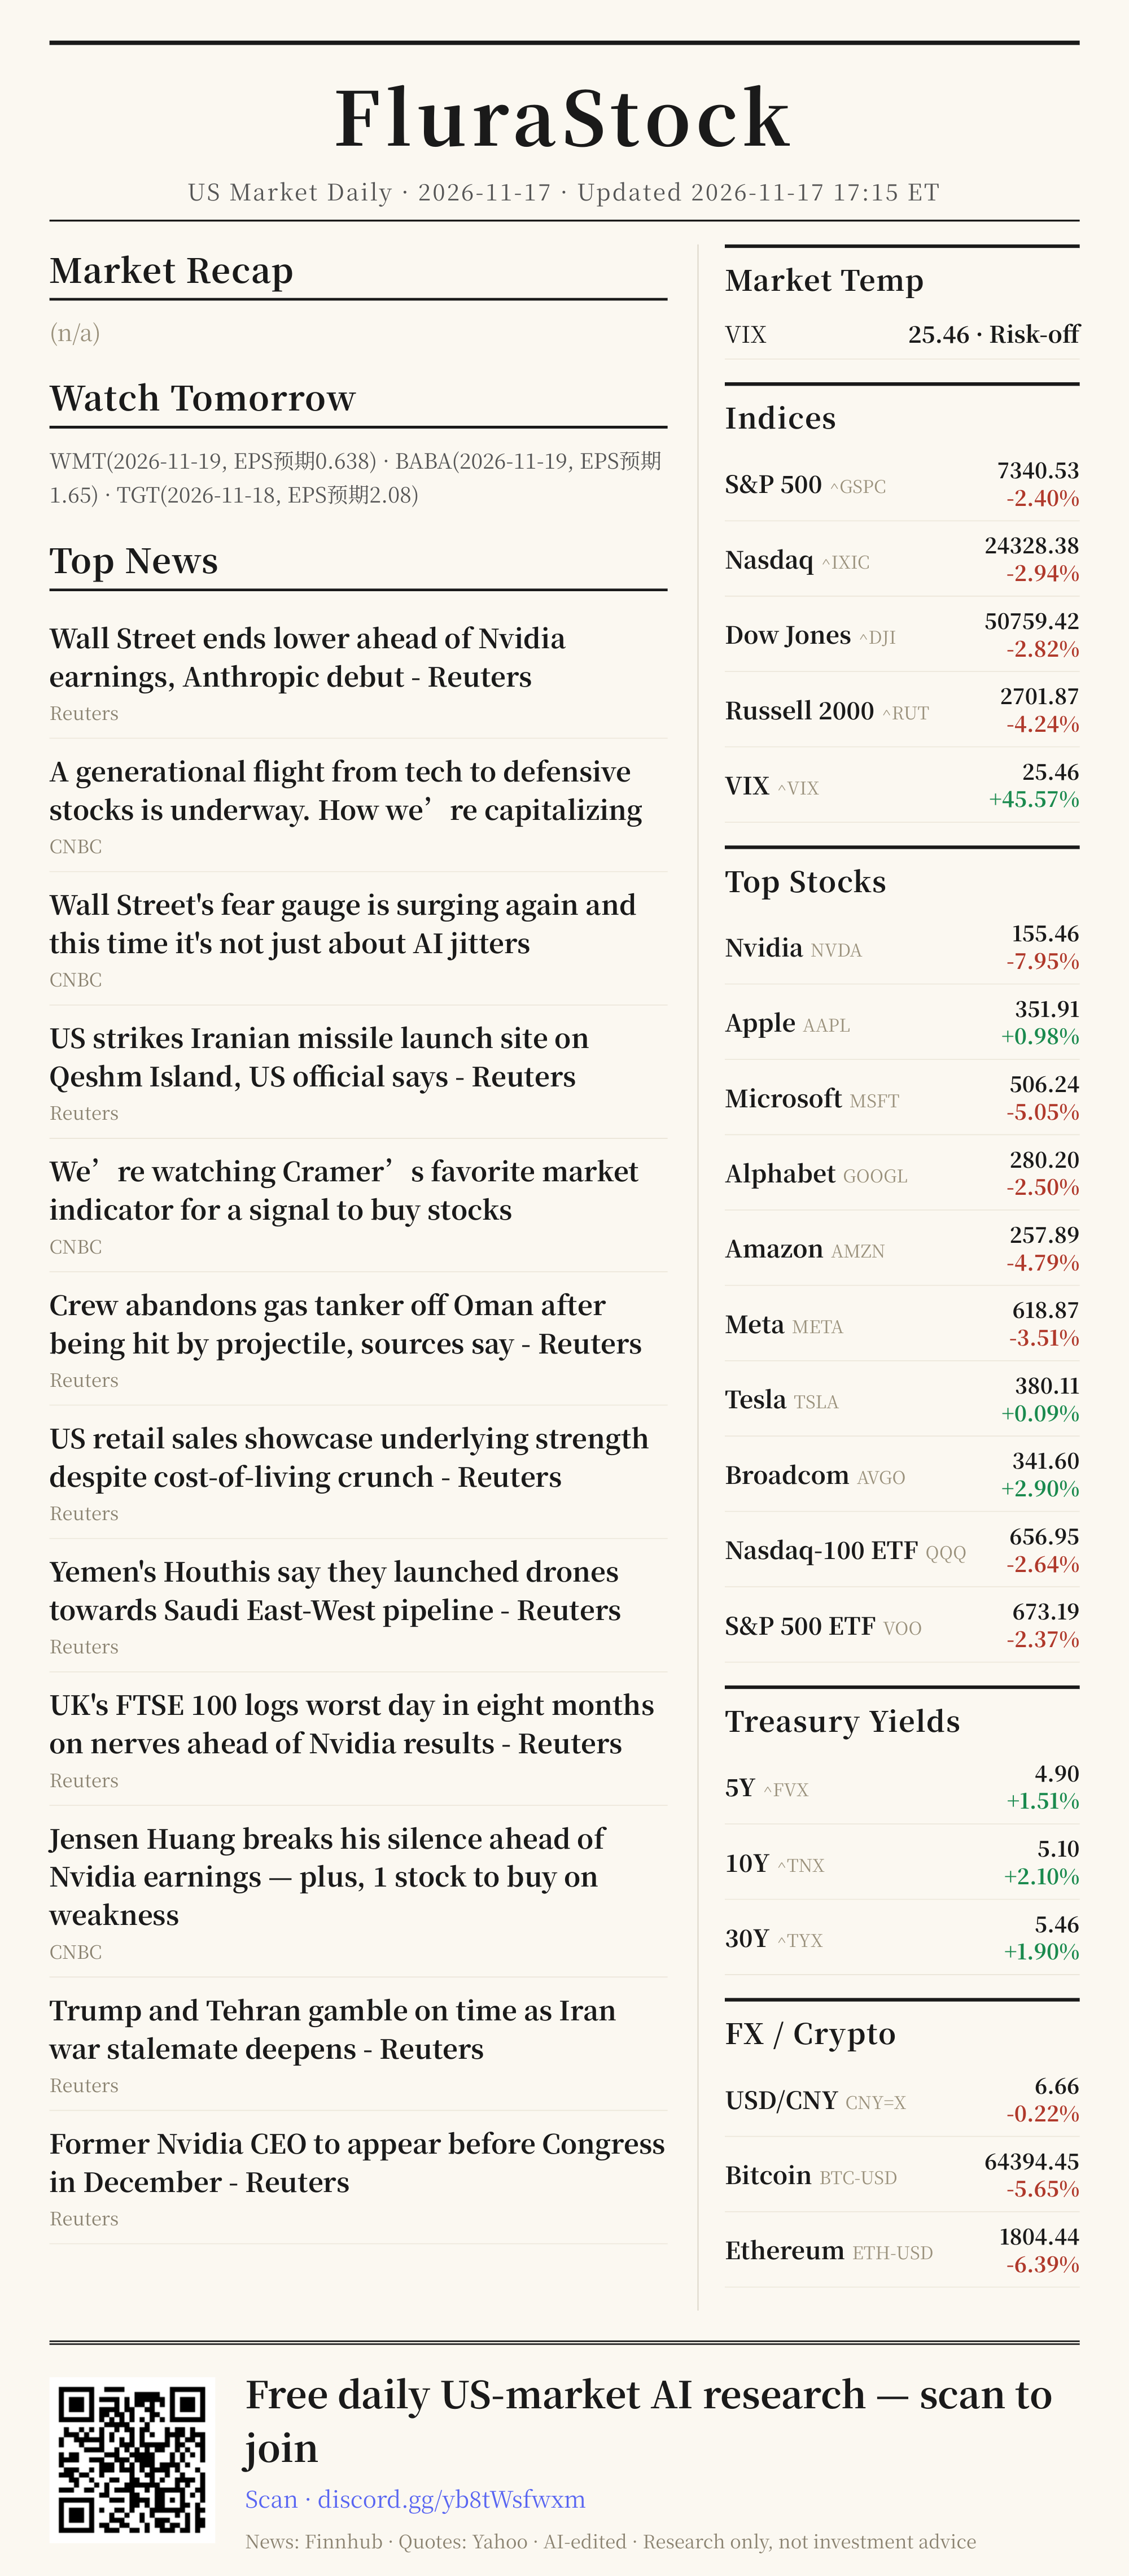 FluraStock
US Market Daily · 2026-11-17 · Updated 2026-11-17 17:15 ET
Market Recap
(n/a)
Watch Tomorrow
WMT(2026-11-19, EPS预期0.638) · BABA(2026-11-19, EPS预期
1.65) · TGT(2026-11-18, EPS预期2.08)
Top News
Wall Street ends lower ahead of Nvidia
earnings, Anthropic debut - Reuters
Reuters
A generational flight from tech to defensive
stocks is underway. How we’re capitalizing
CNBC
Wall Street's fear gauge is surging again and
this time it's not just about AI jitters
CNBC
US strikes Iranian missile launch site on
Qeshm Island, US official says - Reuters
Reuters
We’re watching Cramer’s favorite market
indicator for a signal to buy stocks
CNBC
Crew abandons gas tanker off Oman after
being hit by projectile, sources say - Reuters
Reuters
US retail sales showcase underlying strength
despite cost-of-living crunch - Reuters
Reuters
Yemen's Houthis say they launched drones
towards Saudi East-West pipeline - Reuters
Reuters
UK's FTSE 100 logs worst day in eight months
on nerves ahead of Nvidia results - Reuters
Reuters
Jensen Huang breaks his silence ahead of
Nvidia earnings — plus, 1 stock to buy on
weakness
CNBC
Trump and Tehran gamble on time as Iran
war stalemate deepens - Reuters
Reuters
Former Nvidia CEO to appear before Congress
in December - Reuters
Reuters
Market Temp
VIX 25.46 · Risk-off
Indices
S&P 500 ^GSPC 7340.53
-2.40%
Nasdaq ^IXIC 24328.38
-2.94%
Dow Jones ^DJI 50759.42
-2.82%
Russell 2000 ^RUT 2701.87
-4.24%
VIX ^VIX 25.46
+45.57%
Top Stocks
Nvidia NVDA 155.46
-7.95%
Apple AAPL 351.91
+0.98%
Microsoft MSFT 506.24
-5.05%
Alphabet GOOGL 280.20
-2.50%
Amazon AMZN 257.89
-4.79%
Meta META 618.87
-3.51%
Tesla TSLA 380.11
+0.09%
Broadcom AVGO 341.60
+2.90%
Nasdaq-100 ETF QQQ 656.95
-2.64%
S&P 500 ETF VOO 673.19
-2.37%
Treasury Yields
5Y ^FVX 4.90
+1.51%
10Y ^TNX 5.10
+2.10%
30Y ^TYX 5.46
+1.90%
FX / Crypto
USD/CNY CNY=X 6.66
-0.22%
Bitcoin BTC-USD 64394.45
-5.65%
Ethereum ETH-USD 1804.44
-6.39%
Free daily US-market AI research — scan to
join
Scan · discord.gg/yb8tWsfwxm
News: Finnhub · Quotes: Yahoo · AI-edited · Research only, not investment advice